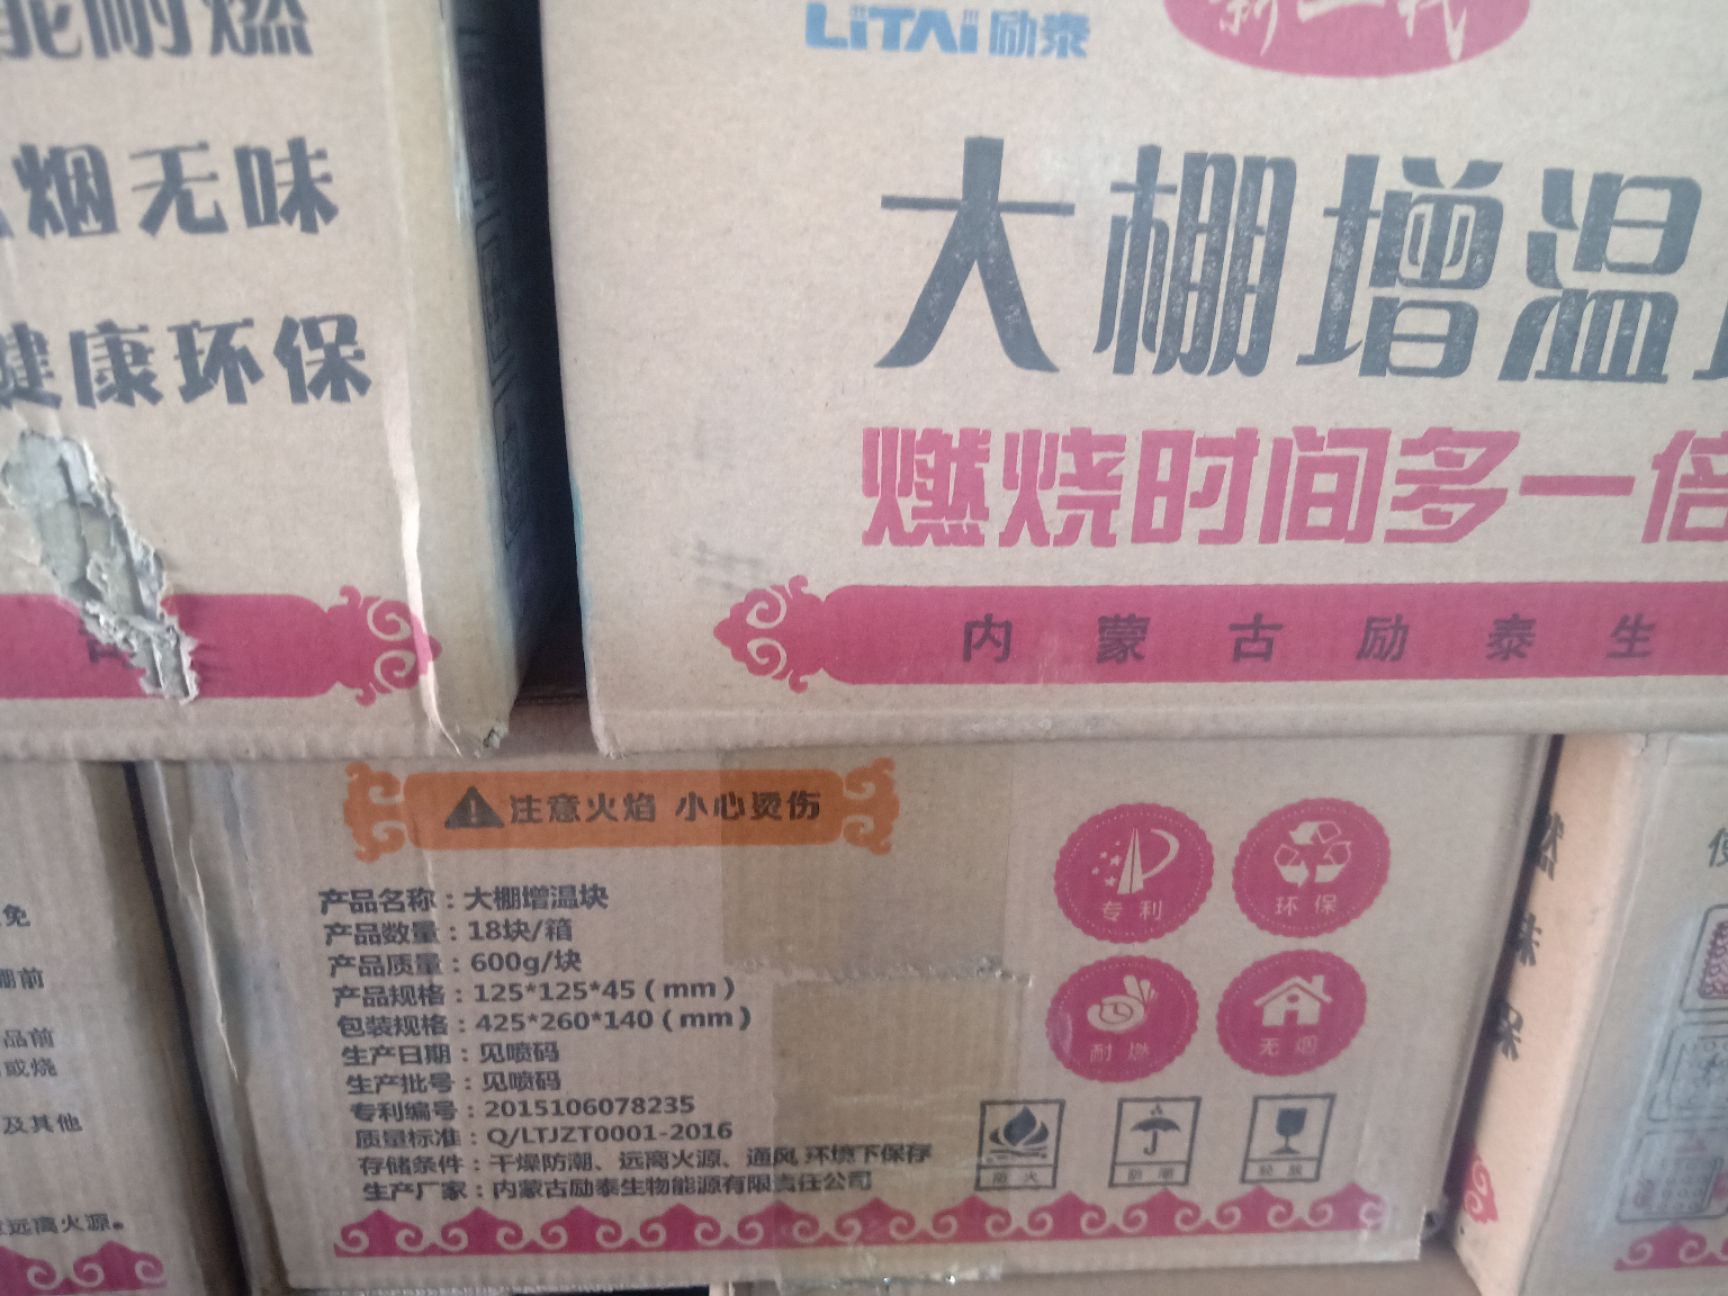 耐燃
烟无味
健康环保
LiTAi 励泰
新一代
大棚增温
燃烧时间多一倍
内蒙古励泰生
注意火焰 小心烫伤
产品名称：大棚增温块
产品数量：18块/箱
产品质量：600g/块
产品规格：125*125*45（mm）
包装规格：425*260*140（mm）
生产日期：见喷码
生产批号：见喷码
专利编号：2015106078235
质量标准：Q/LTJZT0001-2016
存储条件：干燥防潮、远离火源、通风 环境下保存
生产厂家：内蒙古励泰生物能源有限责任公司
专利
环保
耐燃
无烟
防火
防潮
轻放
免
棚前
品前
或烧
及其他
远离火源。